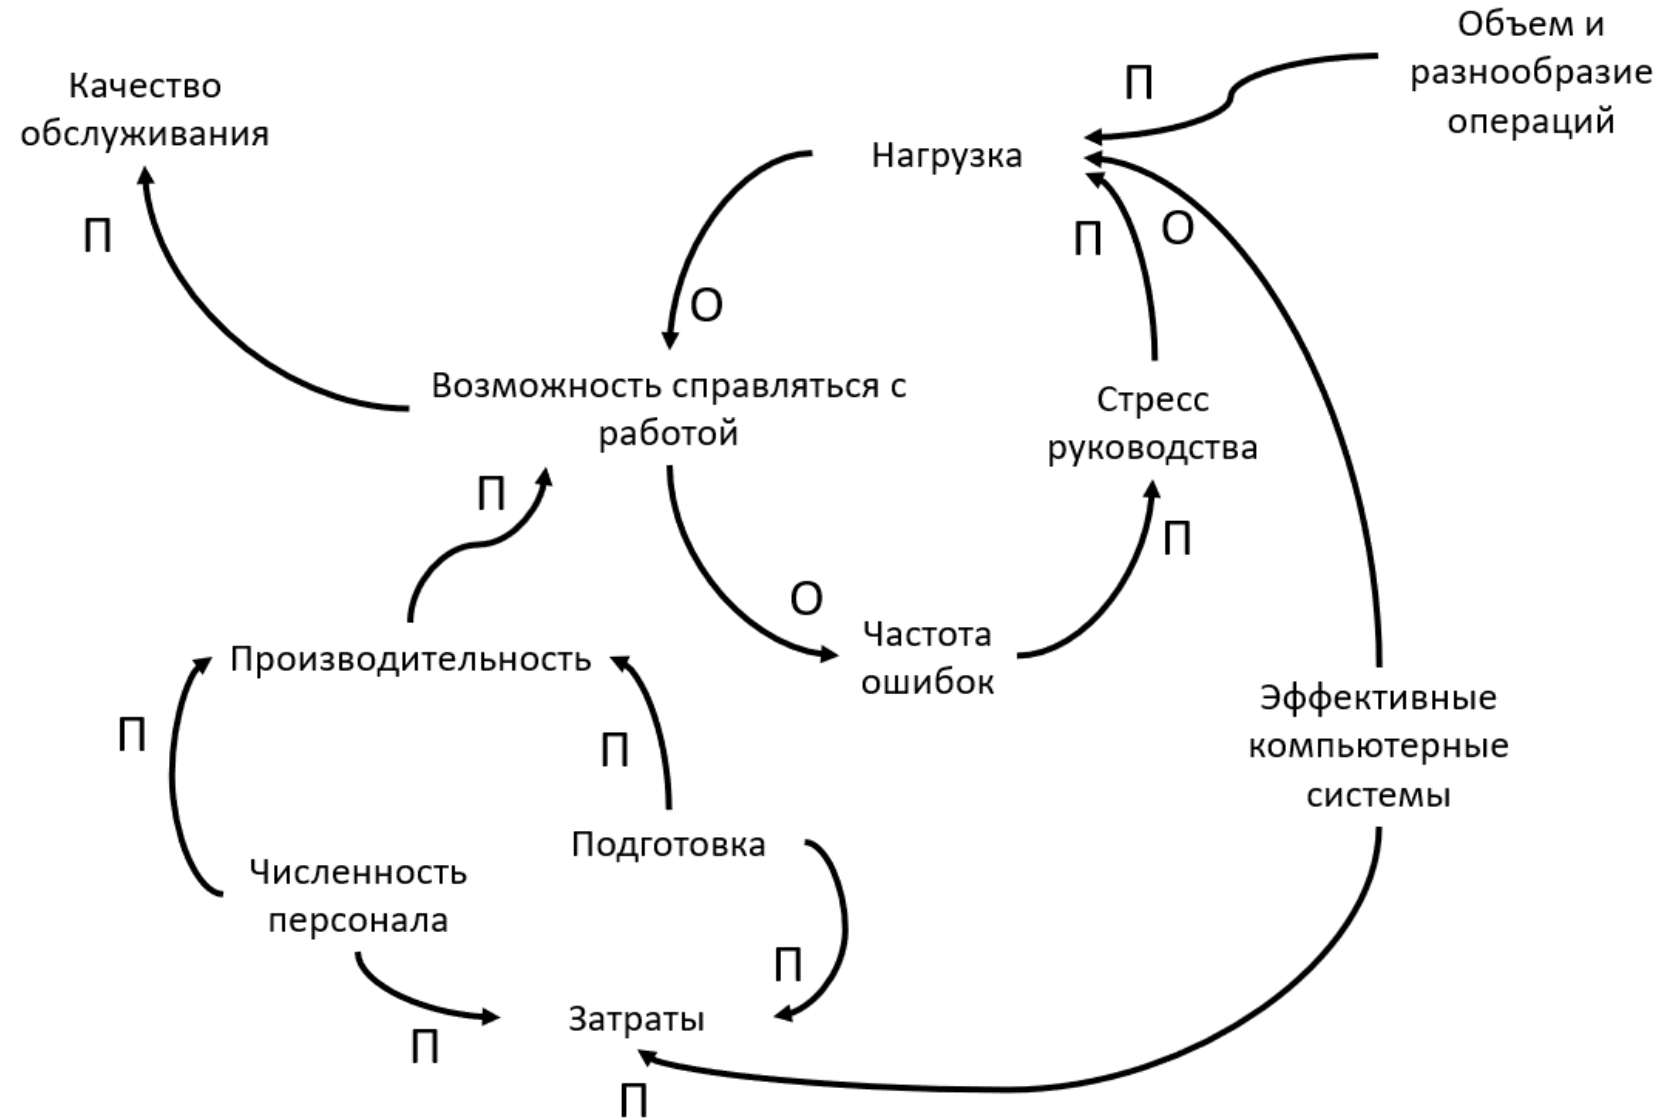 Объем и
разнообразие
операций
П
Качество
обслуживания
Нагрузка
П
П
О
О
Возможность справляться с
работой
Стресс
руководства
П
П
О
Частота
ошибок
Производительность
П
П
Эффективные
компьютерные
системы
Подготовка
Численность
персонала
П
Затраты
П
П